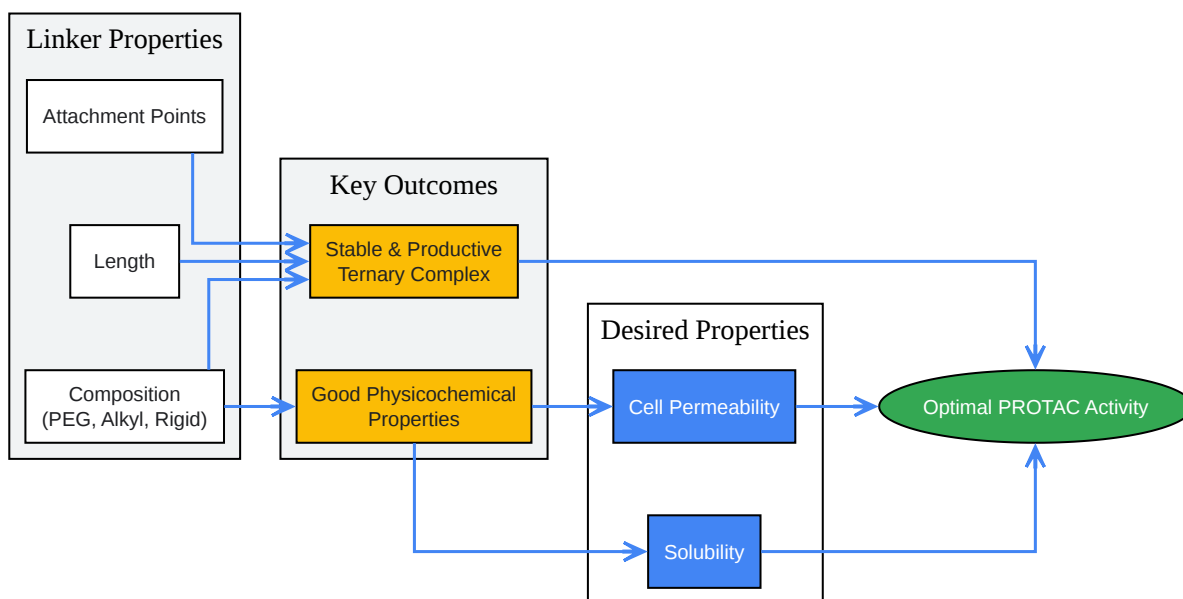 Linker Properties
Attachment Points
Length
Composition
(PEG, Alkyl, Rigid)
Key Outcomes
Stable & Productive
Ternary Complex
Good Physicochemical
Properties
Desired Properties
Cell Permeability
Solubility
Optimal PROTAC Activity